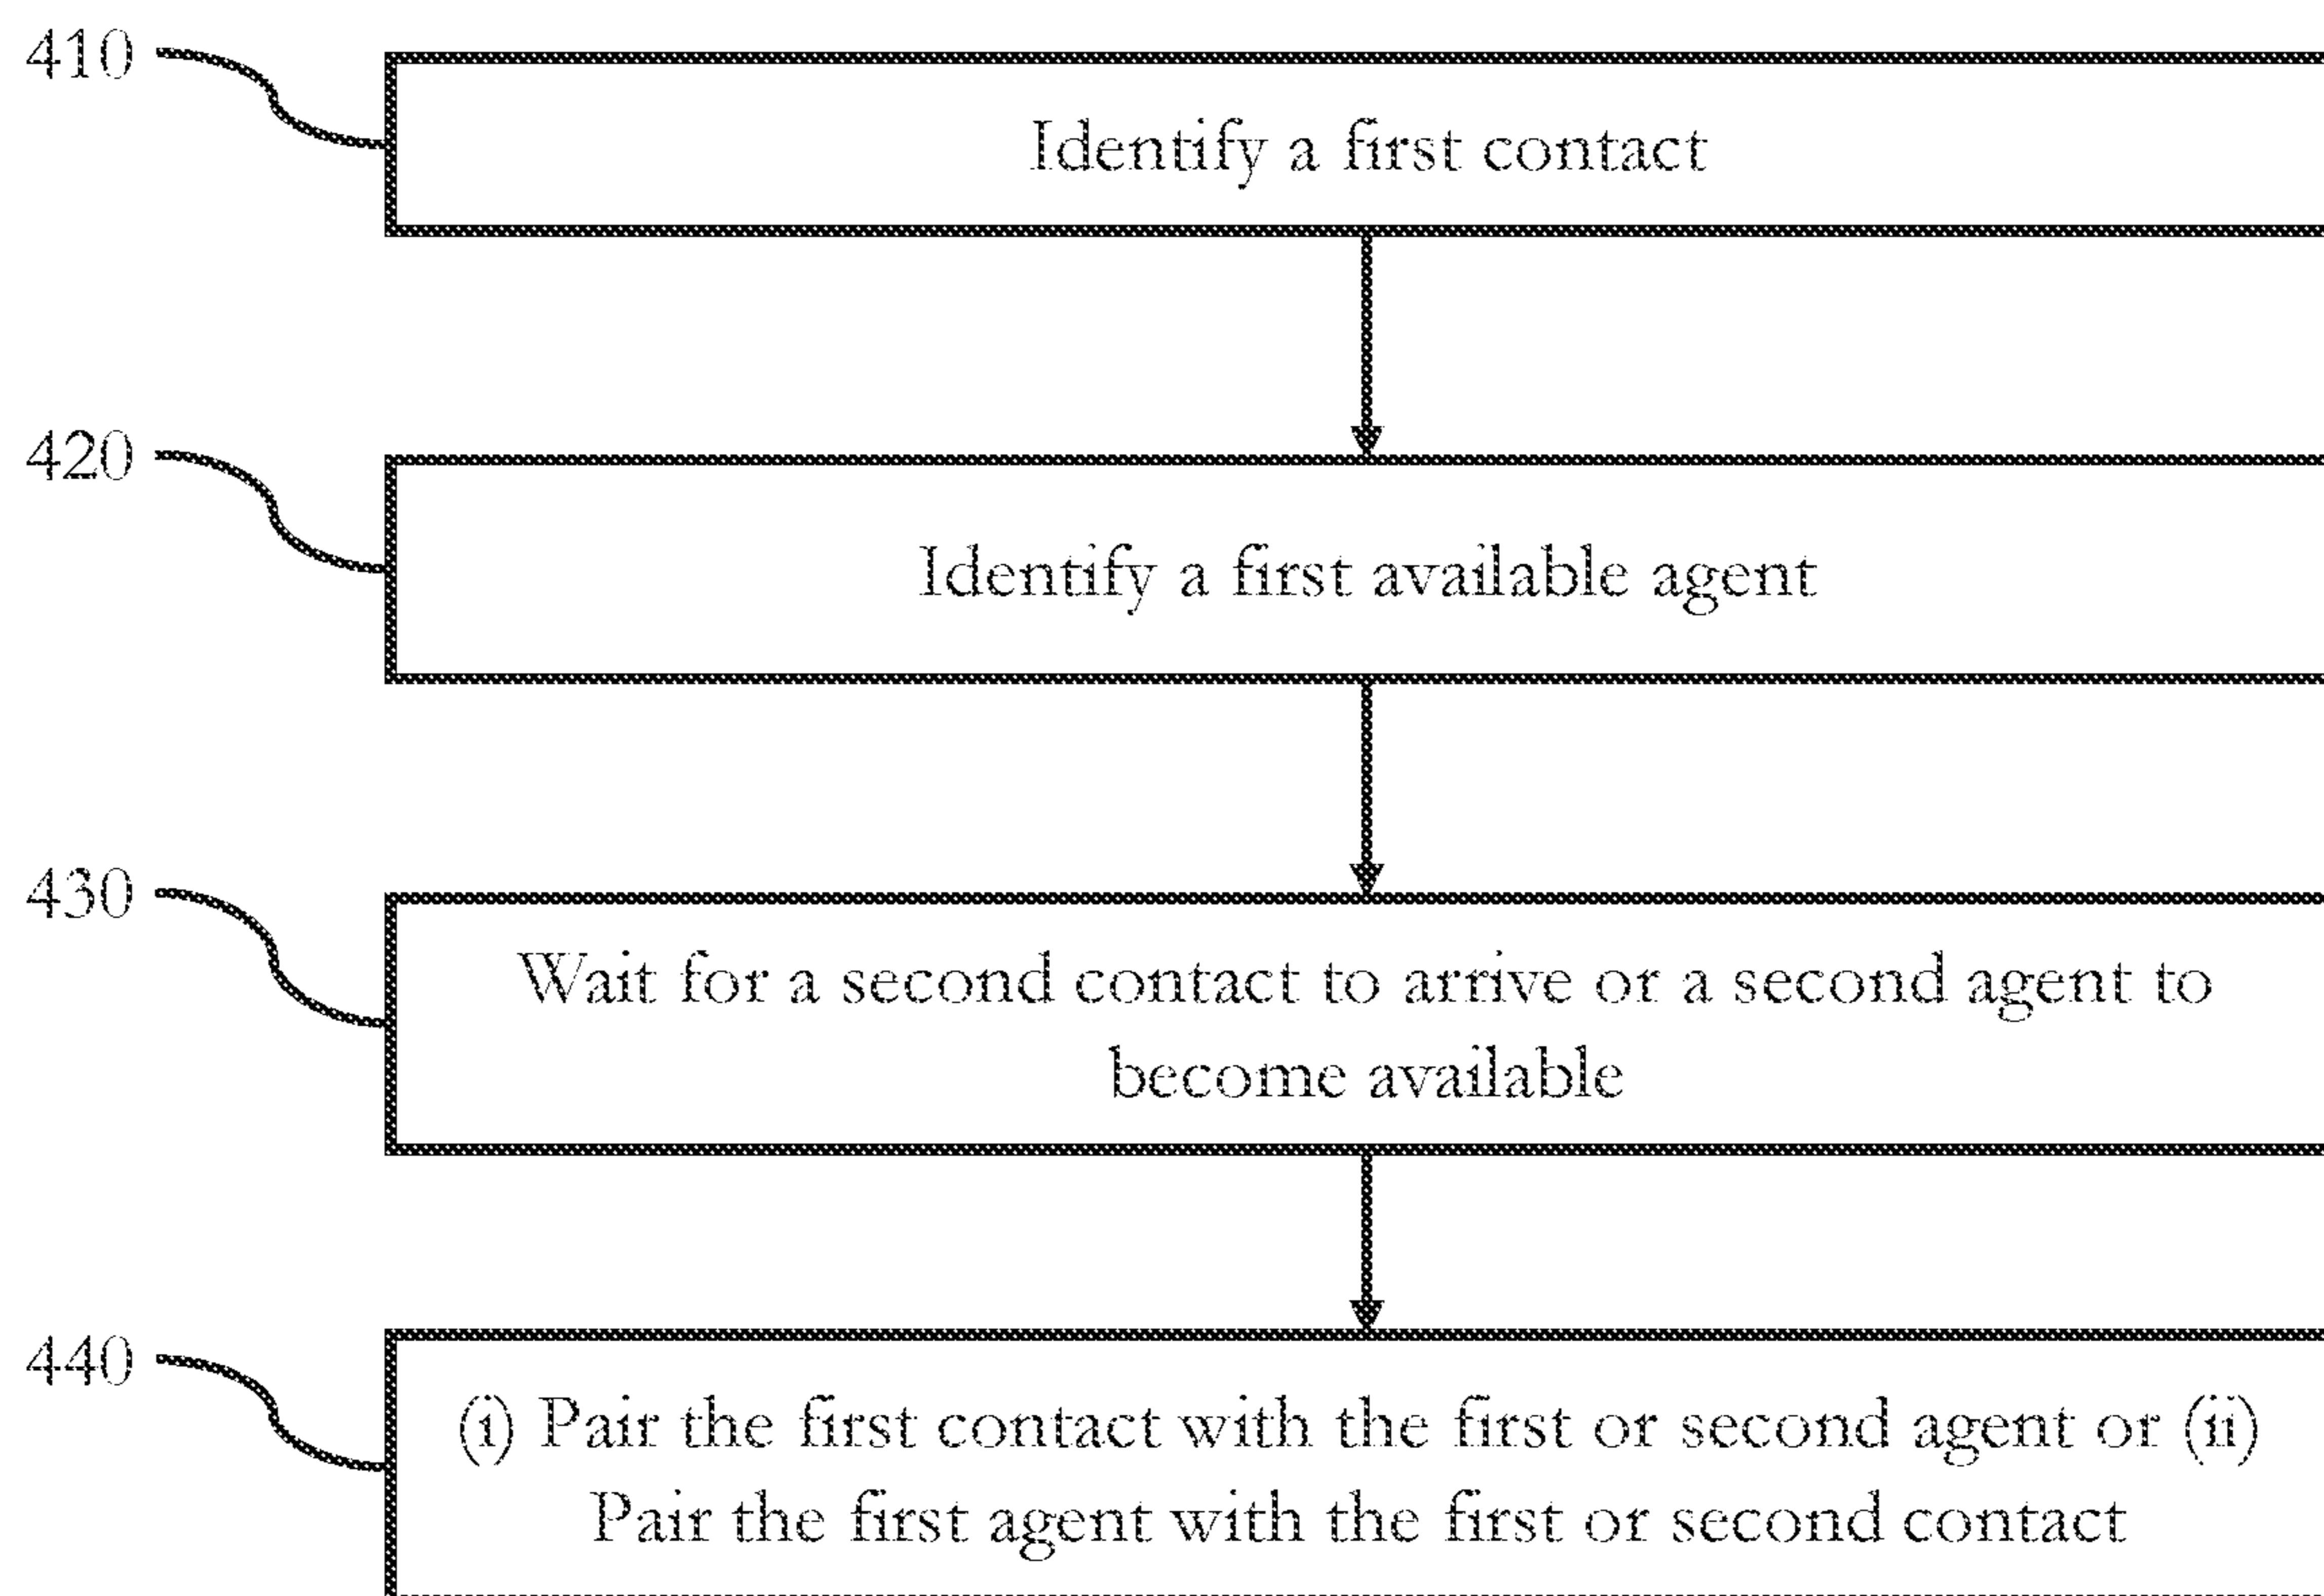 410
Identify a first contact
420
Identify a first available agent
430
Wait for a second contact to arrive or a second agent to
become available
440
(i) Pair the first contact with the first or second agent or (ii)
Pair the first agent with the first or second contact